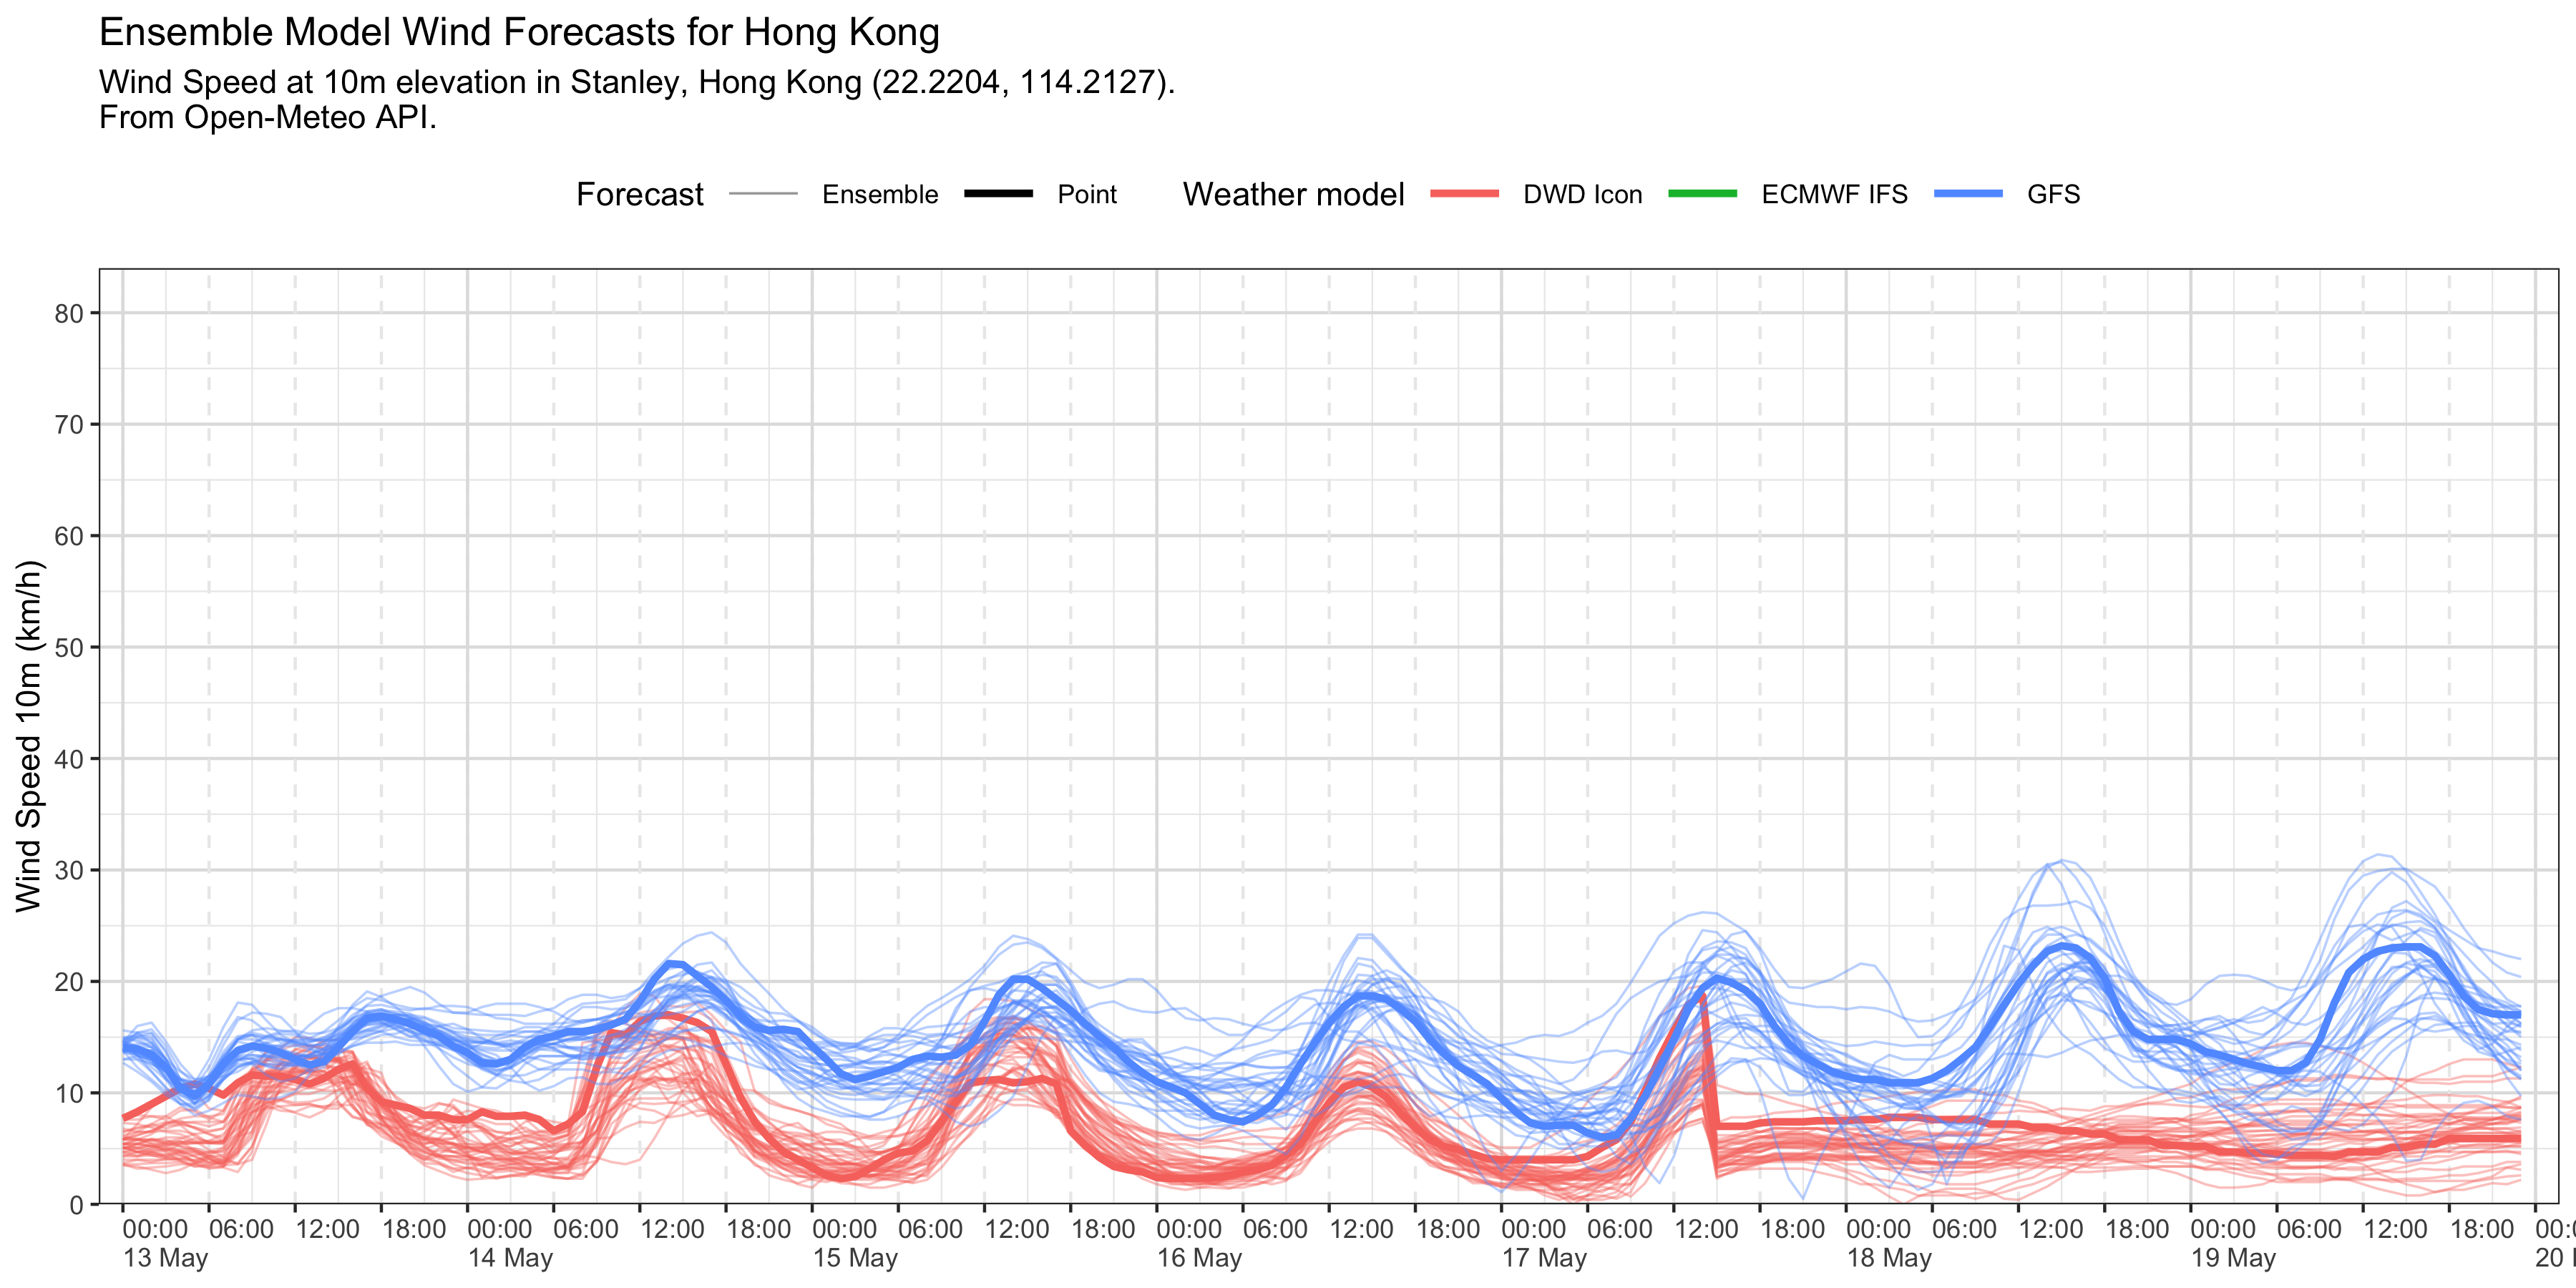 Ensemble Model Wind Forecasts for Hong Kong
Wind Speed at 10m elevation in Stanley, Hong Kong (22.2204, 114.2127).
From Open-Meteo API.
Forecast Ensemble Point Weather model DWD Icon ECMWF IFS GFS
Wind Speed 10m (km/h)
80
70
60
50
40
30
20
10
0
00:00 06:00 12:00 18:00 00:00 06:00 12:00 18:00 00:00 06:00 12:00 18:00 00:00 06:00 12:00 18:00 00:00 06:00 12:00 18:00 00:00 06:00 12:00 18:00 00:00 06:00 12:00 18:00
13 May 14 May 15 May 16 May 17 May 18 May 19 May 20